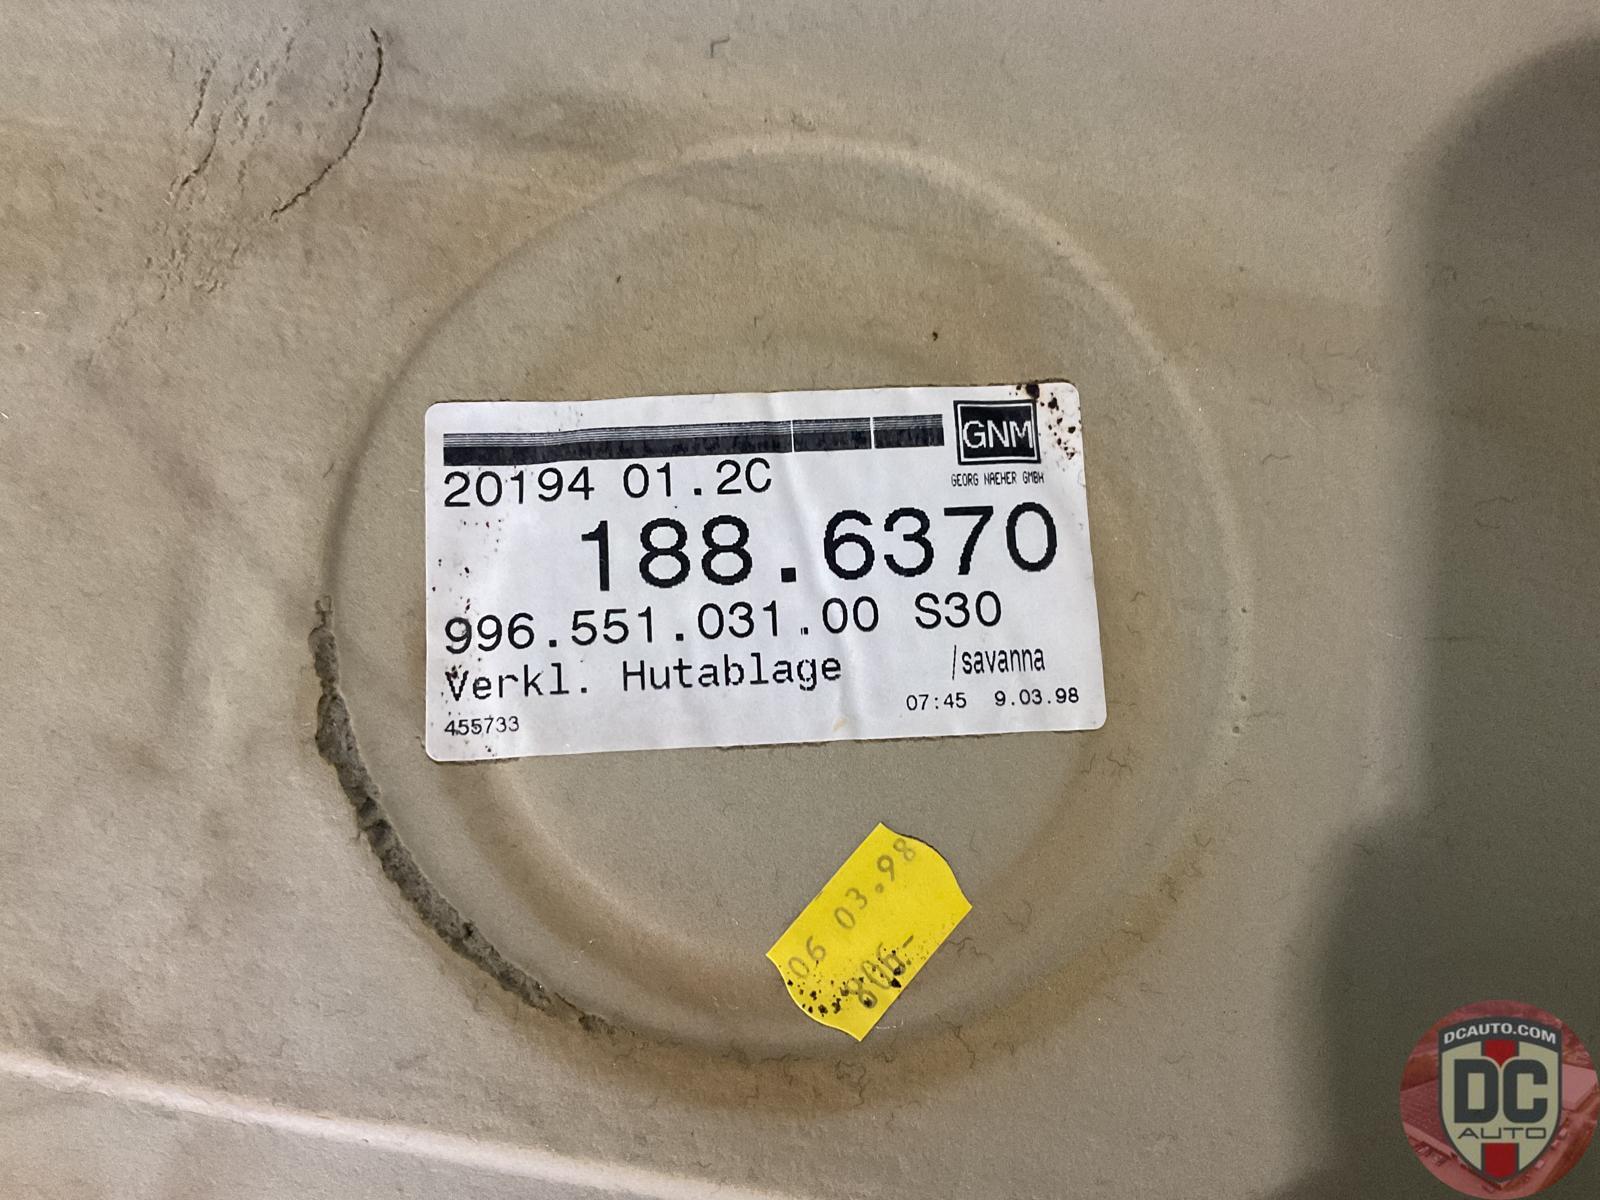 GNM
GEORG NAEHER GMBH
20194 01.2C
188.6370
996.551.031.00 S30
Verkl. Hutablage /savanna
455733 07:45 9.03.98
06 03.98
806.-
DCAUTO.COM
DC
AUTO